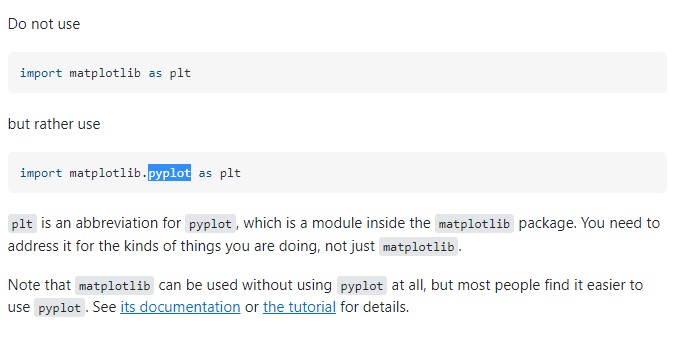 Do not use
import matplotlib as plt
but rather use
import matplotlib.pyplot as plt
plt is an abbreviation for pyplot, which is a module inside the matplotlib package. You need to
address it for the kinds of things you are doing, not just matplotlib.
Note that matplotlib can be used without using pyplot at all, but most people find it easier to
use pyplot. See its documentation or the tutorial for details.